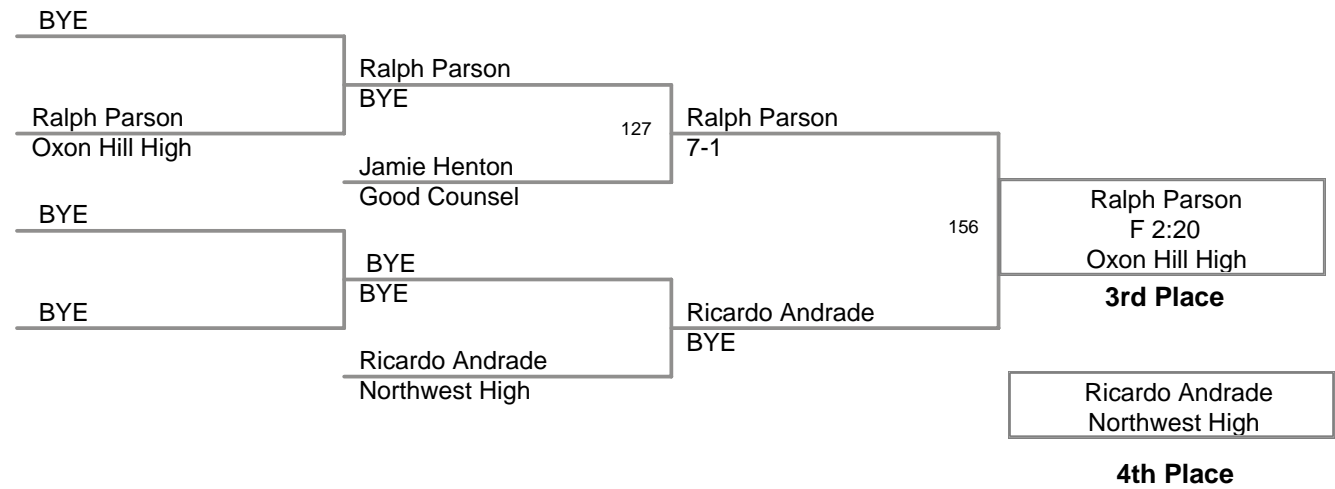 BYE
Ralph Parson
BYE
Ralph Parson
Oxon Hill High
127
Ralph Parson
7-1
Jamie Henton
Good Counsel
BYE
156
Ralph Parson
F 2:20
Oxon Hill High
3rd Place
BYE
BYE
BYE
Ricardo Andrade
BYE
Ricardo Andrade
Northwest High
Ricardo Andrade
Northwest High
4th Place